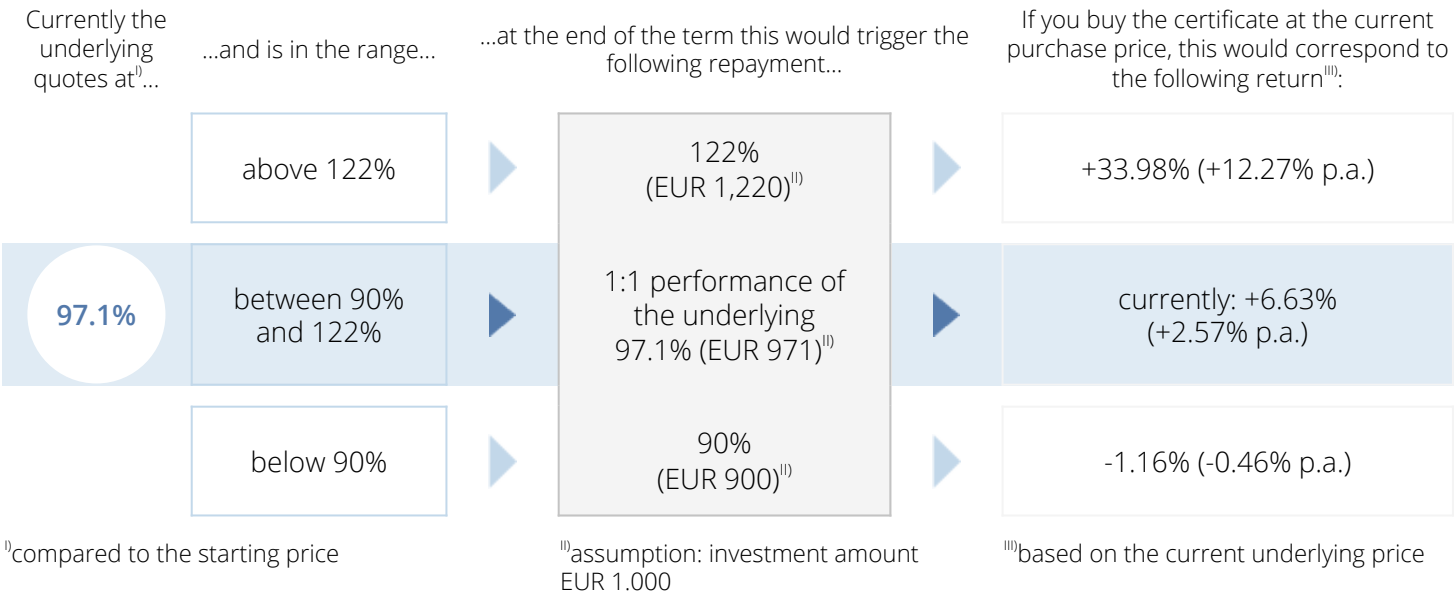 Currently the
underlying
quotes atI)...
...and is in the range...
...at the end of the term this would trigger the
following repayment...
If you buy the certificate at the current
purchase price, this would correspond to
the following returnIII):
above 122%
122%
(EUR 1,220)II)
+33.98% (+12.27% p.a.)
97.1%
between 90%
and 122%
1:1 performance of
the underlying
97.1% (EUR 971)II)
currently: +6.63%
(+2.57% p.a.)
below 90%
90%
(EUR 900)II)
-1.16% (-0.46% p.a.)
I)compared to the starting price
II)assumption: investment amount
EUR 1.000
III)based on the current underlying price